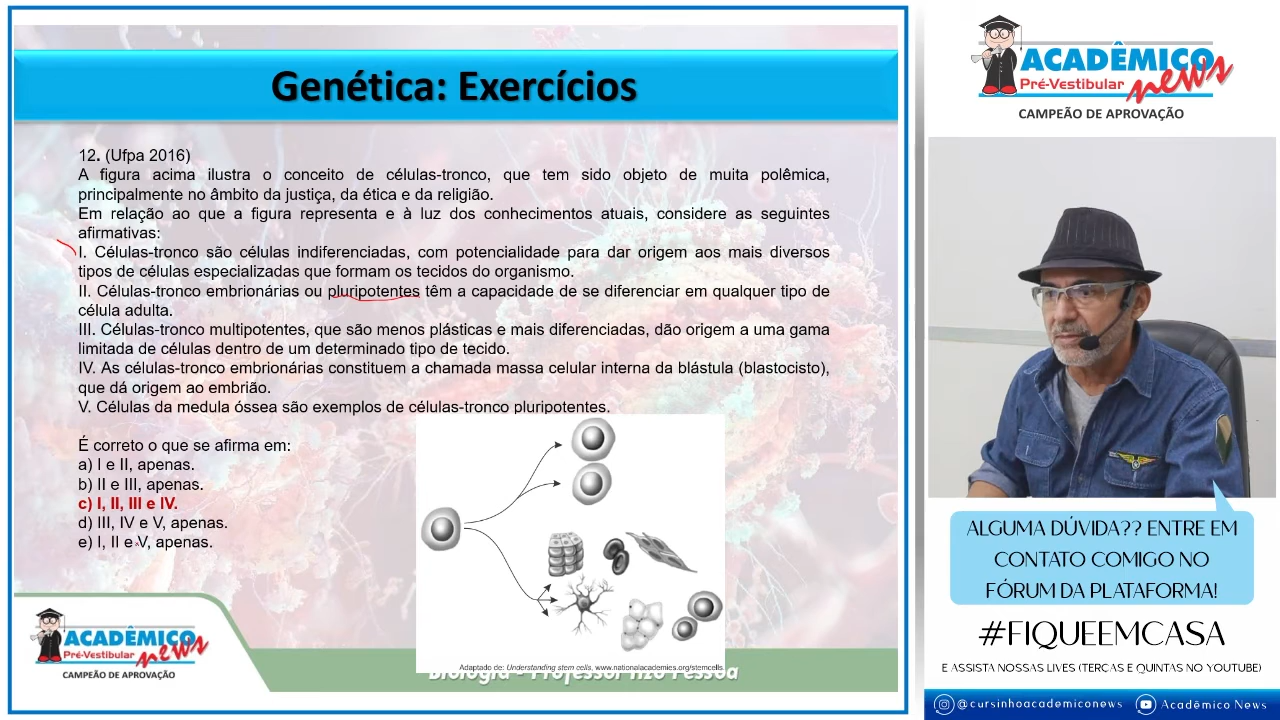 Genética: Exercícios
12. (Ufpa 2016)
A figura acima ilustra o conceito de células-tronco, que tem sido objeto de muita polêmica,
principalmente no âmbito da justiça, da ética e da religião.
Em relação ao que a figura representa e à luz dos conhecimentos atuais, considere as seguintes
afirmativas:
I. Células-tronco são células indiferenciadas, com potencialidade para dar origem aos mais diversos
tipos de células especializadas que formam os tecidos do organismo.
II. Células-tronco embrionárias ou pluripotentes têm a capacidade de se diferenciar em qualquer tipo de
célula adulta.
III. Células-tronco multipotentes, que são menos plásticas e mais diferenciadas, dão origem a uma gama
limitada de células dentro de um determinado tipo de tecido.
IV. As células-tronco embrionárias constituem a chamada massa celular interna da blástula (blastocisto),
que dá origem ao embrião.
V. Células da medula óssea são exemplos de células-tronco pluripotentes.
É correto o que se afirma em:
a) I e II, apenas.
b) II e III, apenas.
c) I, II, III e IV.
d) III, IV e V, apenas.
e) I, II e V, apenas.
Adaptado de: Understanding stem cells, www.nationalacademies.org/stemcells.
Biologia - Professor Tizo Pessoa
ACADÊMICO
Pré-Vestibular news
CAMPEÃO DE APROVAÇÃO
ACADÊMICO
Pré-Vestibular news
CAMPEÃO DE APROVAÇÃO
ALGUMA DÚVIDA?? ENTRE EM
CONTATO COMIGO NO
FÓRUM DA PLATAFORMA!
#FIQUEEMCASA
E ASSISTA NOSSAS LIVES (TERÇAS E QUINTAS NO YOUTUBE)
@cursinhoacademiconews Acadêmico News